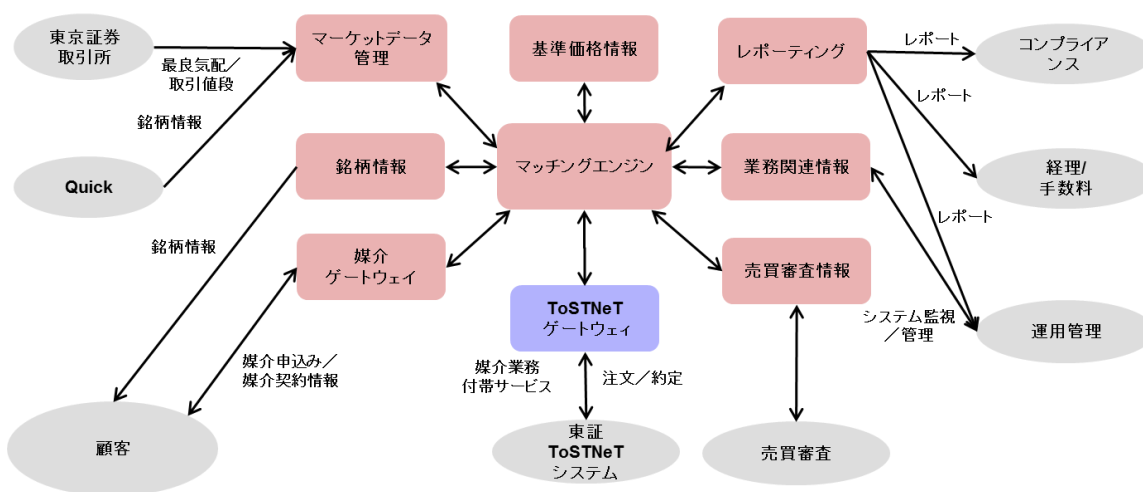 東京証券
取引所
最良気配／
取引値段
マーケットデータ
管理
基準価格情報
レポーティング
レポート
コンプライア
ンス
レポート
銘柄情報
Quick
銘柄情報
マッチングエンジン
業務関連情報
経理/
手数料
レポート
銘柄情報
媒介
ゲートウェイ
売買審査情報
ToSTNeT
ゲートウェィ
システム監視
／管理
運用管理
媒介申込み／
媒介契約情報
媒介業務
付帯サービス
注文／約定
顧客
東証
ToSTNeT
システム
売買審査